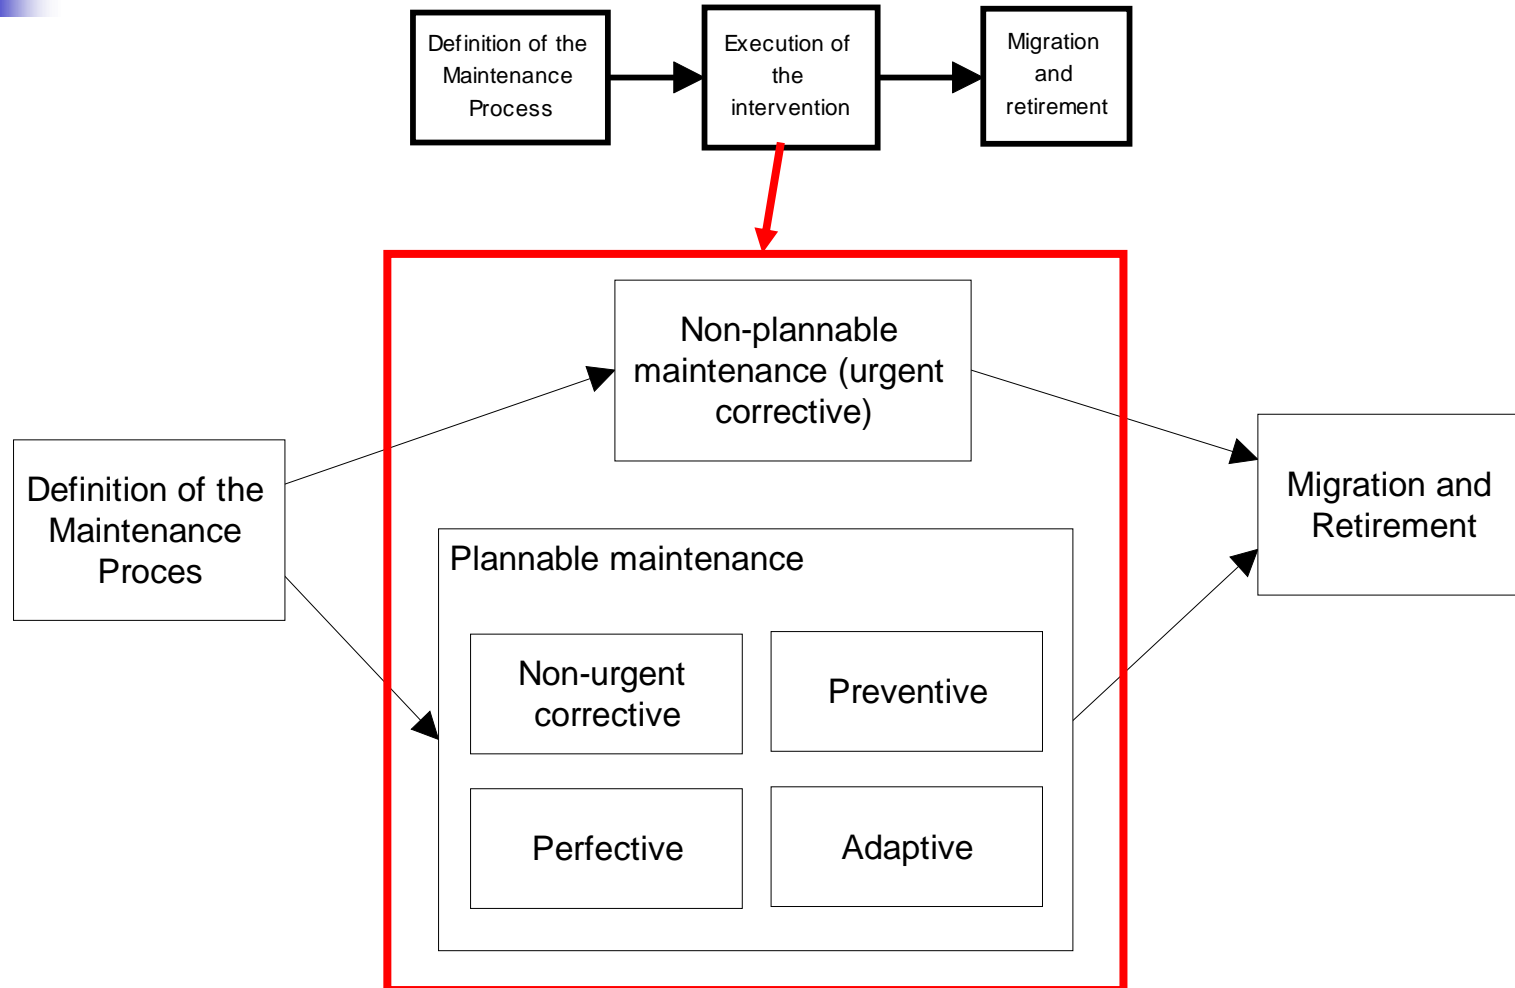 Definition of the
Maintenance
Process
Execution of
the
intervention
Migration
and
retirement
Non-plannable
maintenance (urgent
corrective)
Definition of the
Maintenance
Proces
Migration and
Retirement
Plannable maintenance
Non-urgent
corrective
Preventive
Perfective
Adaptive